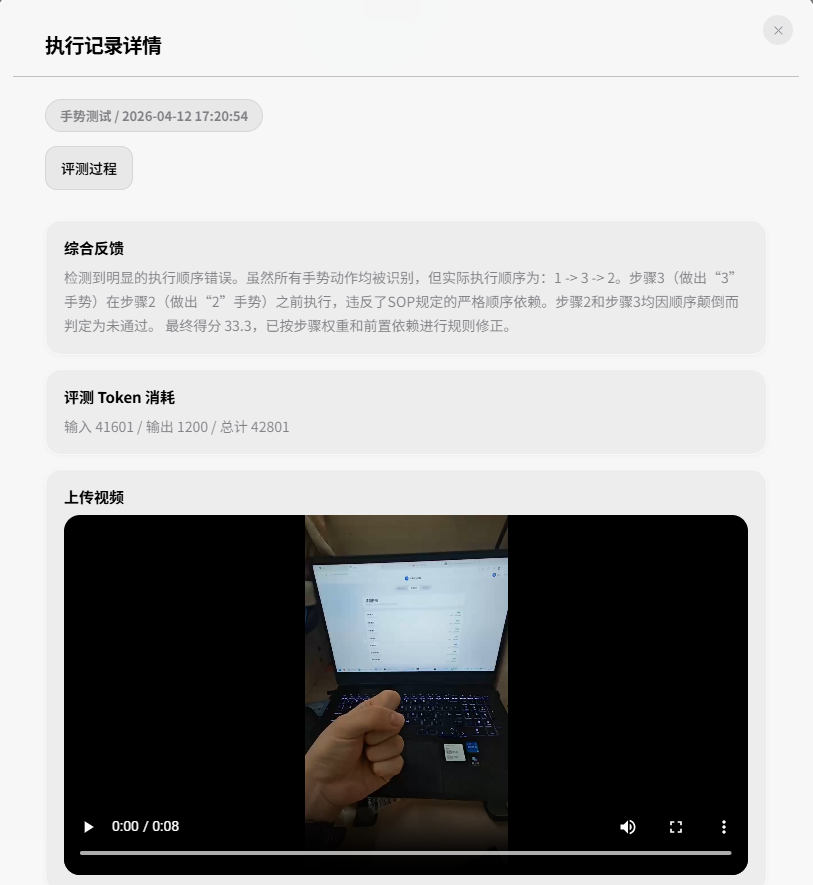 执行记录详情
手势测试 / 2026-04-12 17:20:54
评测过程
综合反馈
检测到明显的执行顺序错误。虽然所有手势动作均被识别，但实际执行顺序为：1 -> 3 -> 2。步骤3（做出“3”
手势）在步骤2（做出“2”手势）之前执行，违反了SOP规定的严格顺序依赖。步骤2和步骤3均因顺序颠倒而
判定为未通过。 最终得分 33.3，已按步骤权重和前置依赖进行规则修正。
评测 Token 消耗
输入 41601 / 输出 1200 / 总计 42801
上传视频
0:00 / 0:08